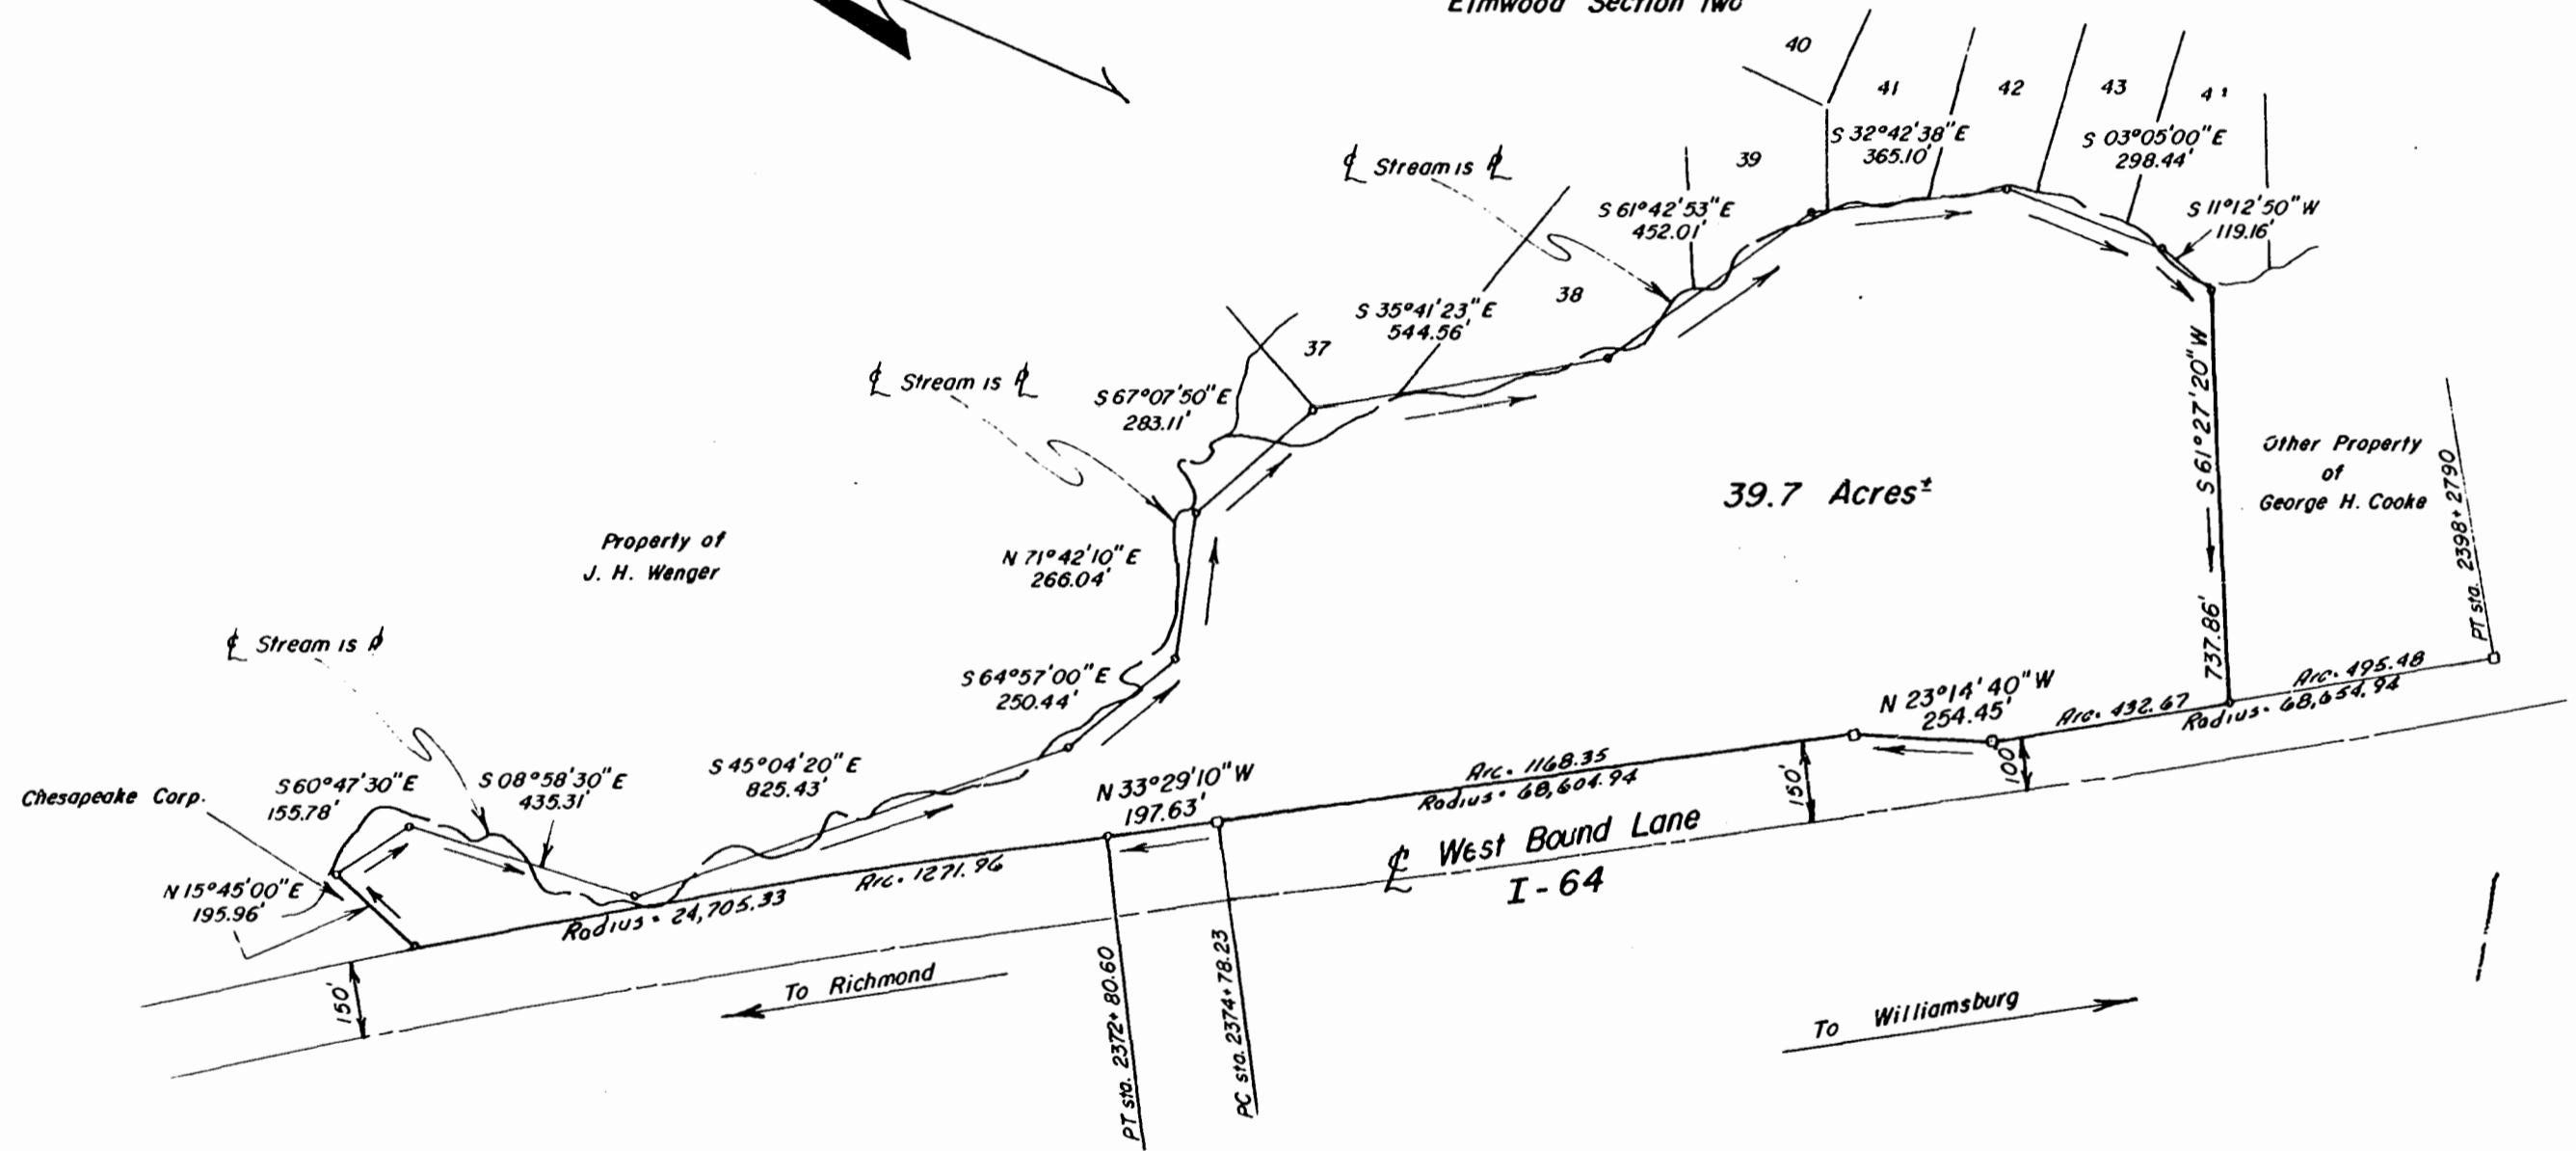 Elmwood Section Two
40
41
42
43
39
S 32°42'38"E
365.10'
S 03°05'00"E
298.44'
℄ Stream is ⅊
S 61°42'53"E
452.01'
S 11°12'50"W
119.16'
38
S 35°41'23"E
544.56'
37
℄ Stream is ⅊
S 67°07'50"E
283.11'
S 61°27'20"W
737.86'
Other Property
of
George H. Cooke
PT sta. 2398+2790
39.7 Acres±
Property of
J. H. Wenger
N 71°42'10"E
266.04'
℄ Stream is ⅊
S 64°57'00"E
250.44'
N 23°14'40"W
254.45'
Arc. 432.67
Arc. 495.48
Radius. 68,654.94
S 60°47'30"E
155.78'
S 08°58'30"E
435.31'
S 45°04'20"E
825.43'
N 33°29'10"W
197.63'
Arc. 1168.35
Radius. 68,604.94
150'
100'
Chesapeake Corp.
N 15°45'00"E
195.96'
Radius. 24,705.33
Arc. 1271.96
℄ West Bound Lane
I-64
150'
To Richmond
PT sta. 2372+80.60
PC sta. 2374+78.23
To Williamsburg